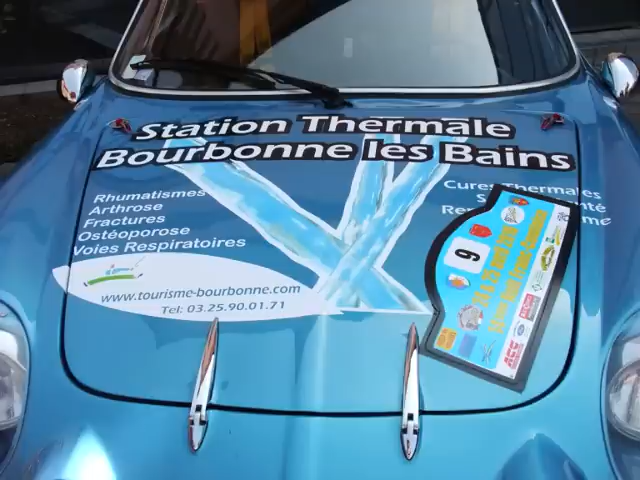 Station Thermale
Bourbonne les Bains
Rhumatismes
Arthrose
Fractures
Ostéoporose
Voies Respiratoires
Cures Thermales
www.tourisme-bourbonne.com
Tel: 03.25.90.01.71
9